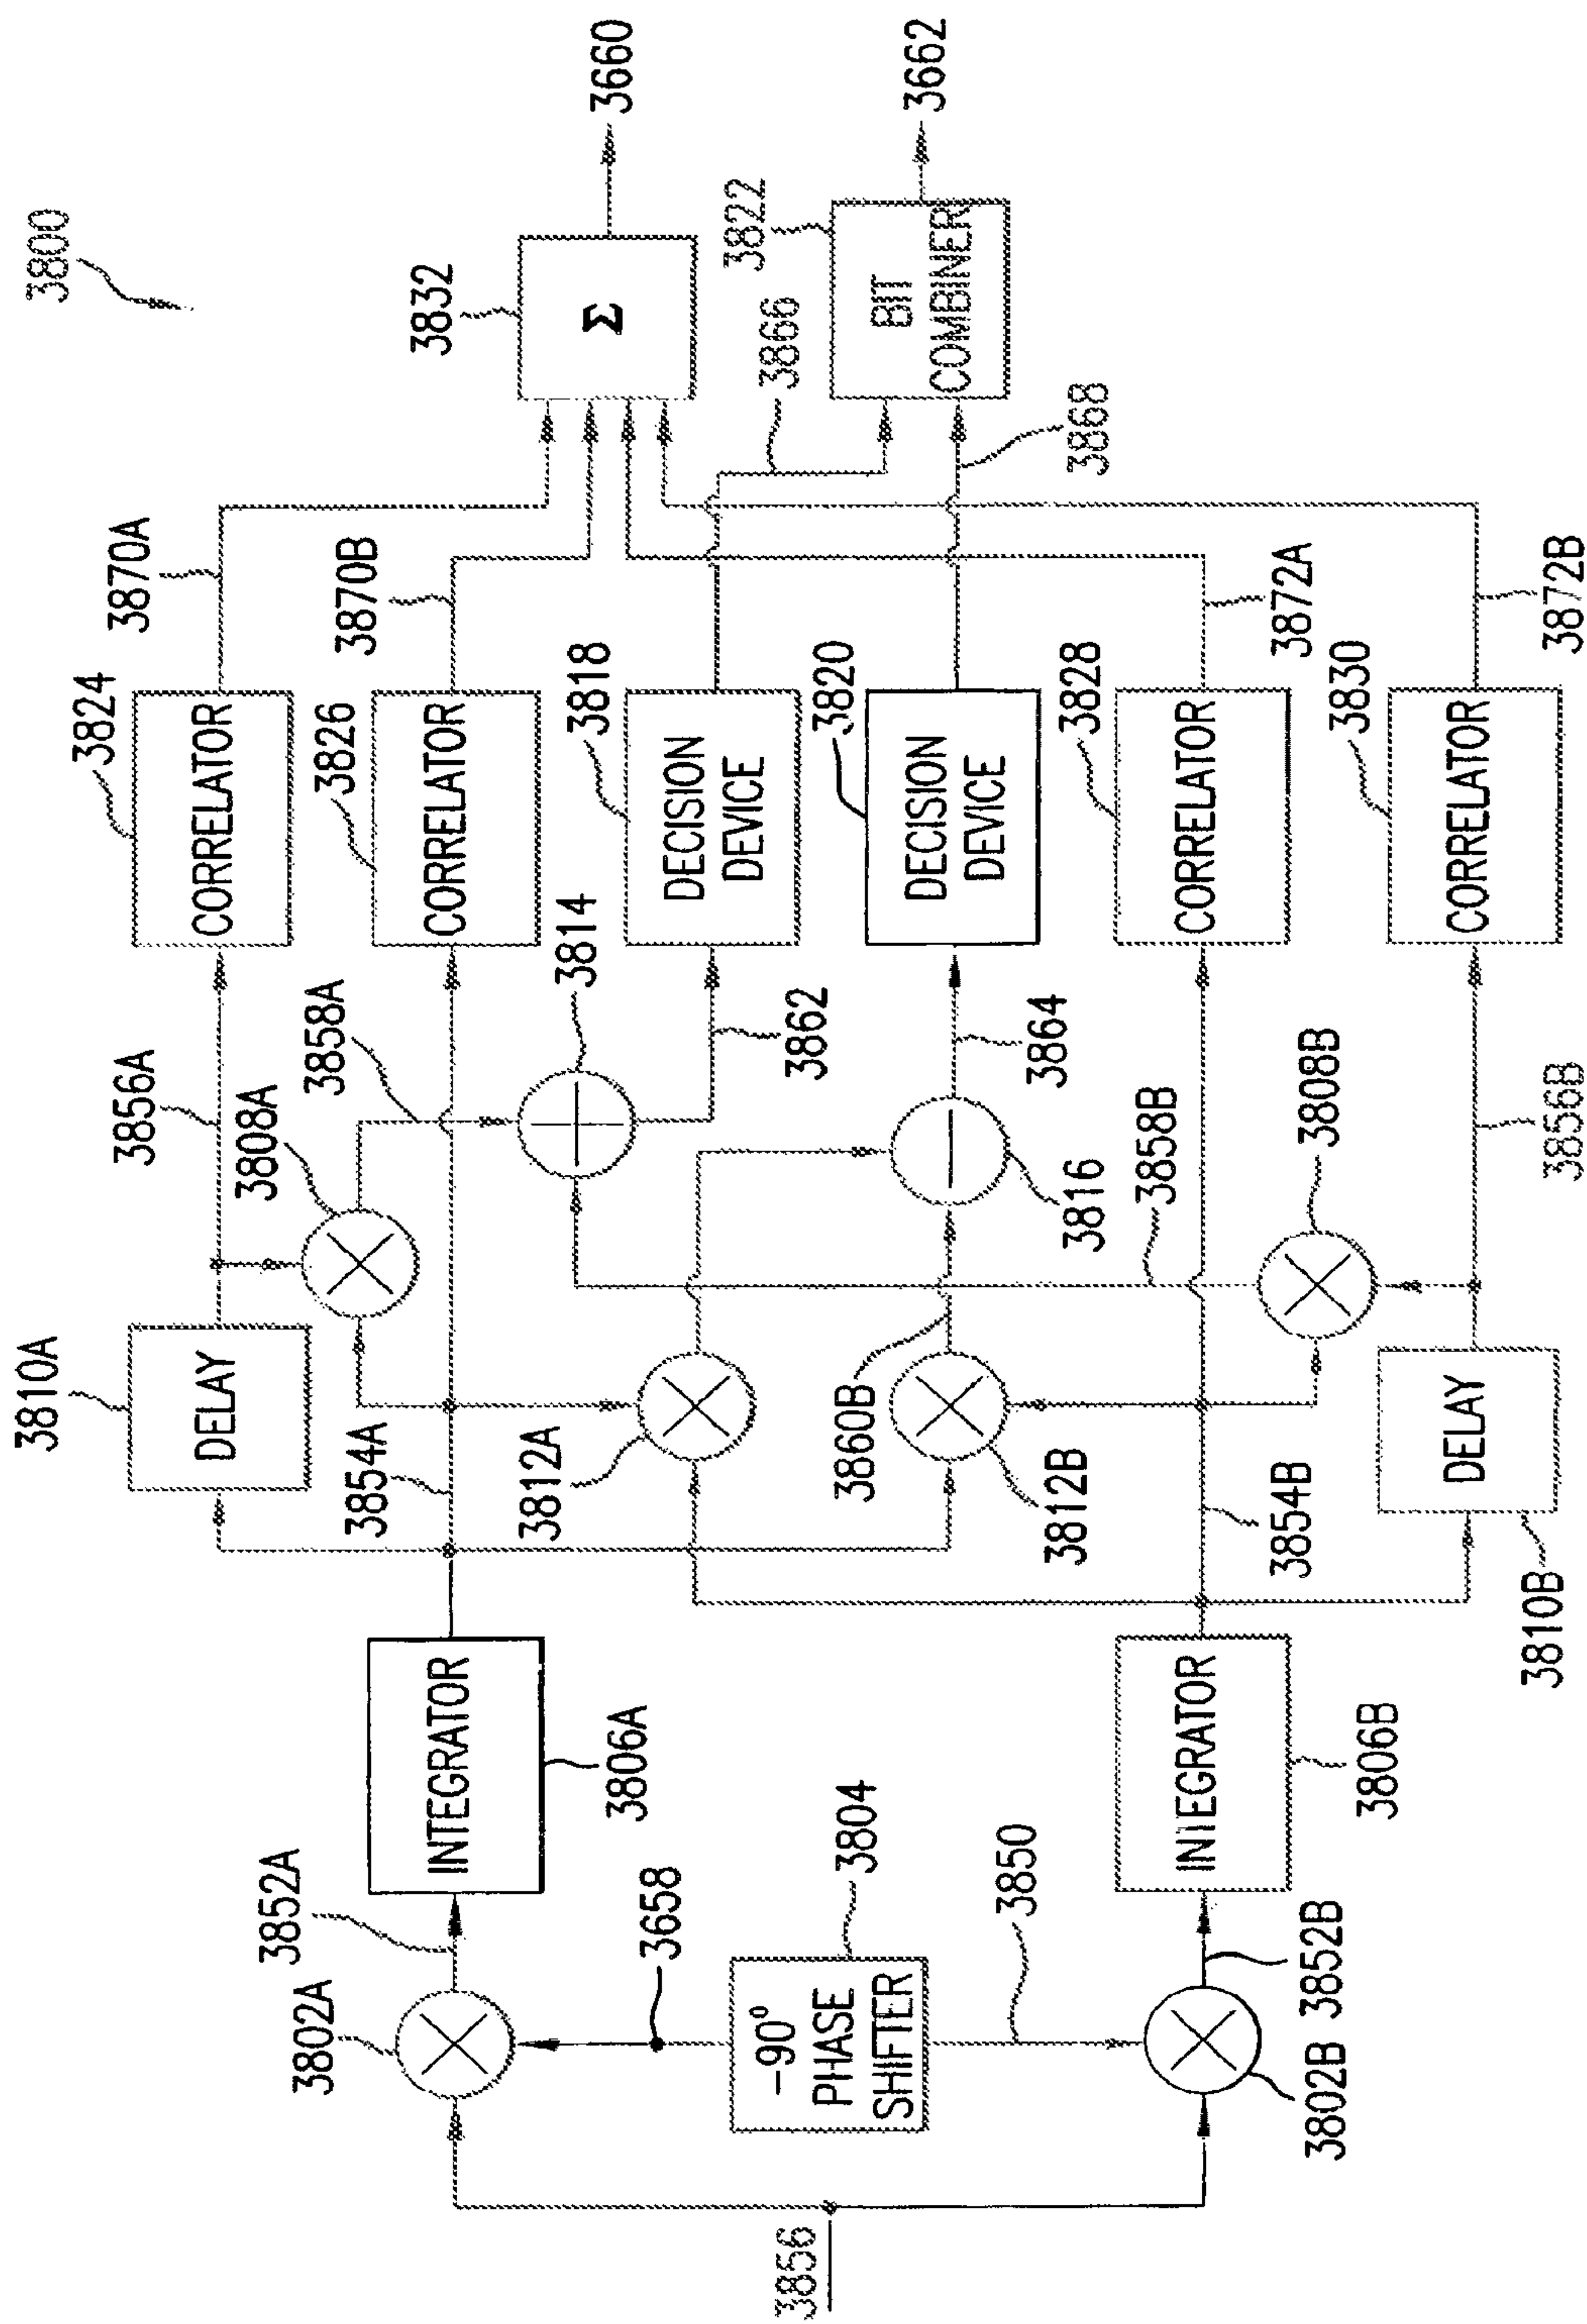 3800
3810A
3824
3870A
3856A
DELAY
CORRELATOR
3808A
3852A
3802A
3854A
3858A
3826
3870B
3832
3660
INTEGRATOR
CORRELATOR
3806A
3812A
3814
3818
Σ
3658
DECISION
DEVICE
3822
3866
-90°
PHASE
SHIFTER
3804
3860B
3862
3820
BIT
COMBINER
3662
3856
DECISION
DEVICE
3850
3812B
3816
3864
3868
3828
3858B
INTEGRATOR
CORRELATOR
3802B
3852B
3854B
3872A
3806B
3808B
3830
DELAY
CORRELATOR
3810B
3856B
3872B